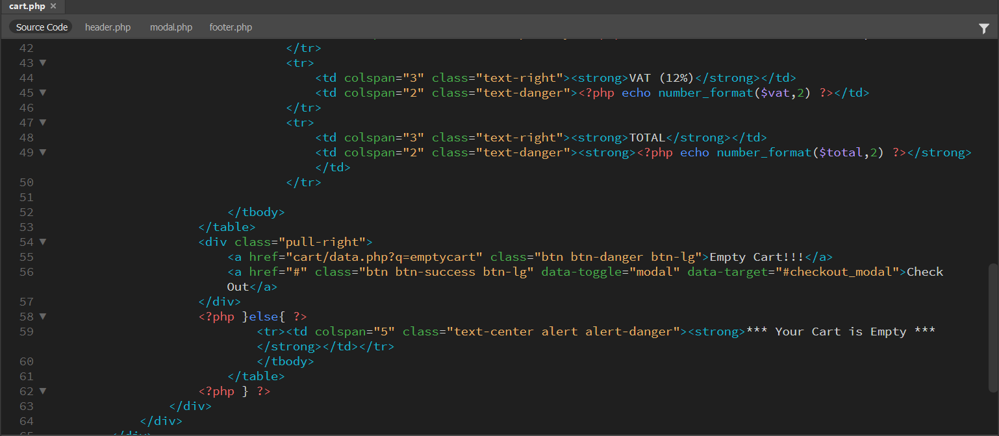 cart.php ×
Source Code header.php modal.php footer.php
42 </tr>
43 <tr>
44 <td colspan="3" class="text-right"><strong>VAT (12%)</strong></td>
45 <td colspan="2" class="text-danger"><?php echo number_format($vat,2) ?></td>
46 </tr>
47 <tr>
48 <td colspan="3" class="text-right"><strong>TOTAL</strong></td>
49 <td colspan="2" class="text-danger"><strong><?php echo number_format($total,2) ?></strong>
</td>
50 </tr>
51
52 </tbody>
53 </table>
54 <div class="pull-right">
55 <a href="cart/data.php?q=emptycart" class="btn btn-danger btn-lg">Empty Cart!!!</a>
56 <a href="#" class="btn btn-success btn-lg" data-toggle="modal" data-target="#checkout_modal">Check
Out</a>
57 </div>
58 <?php }else{ ?>
59 <tr><td colspan="5" class="text-center alert alert-danger"><strong>*** Your Cart is Empty ***
</strong></td></tr>
60 </tbody>
61 </table>
62 <?php } ?>
63 </div>
64 </div>
65 </div>